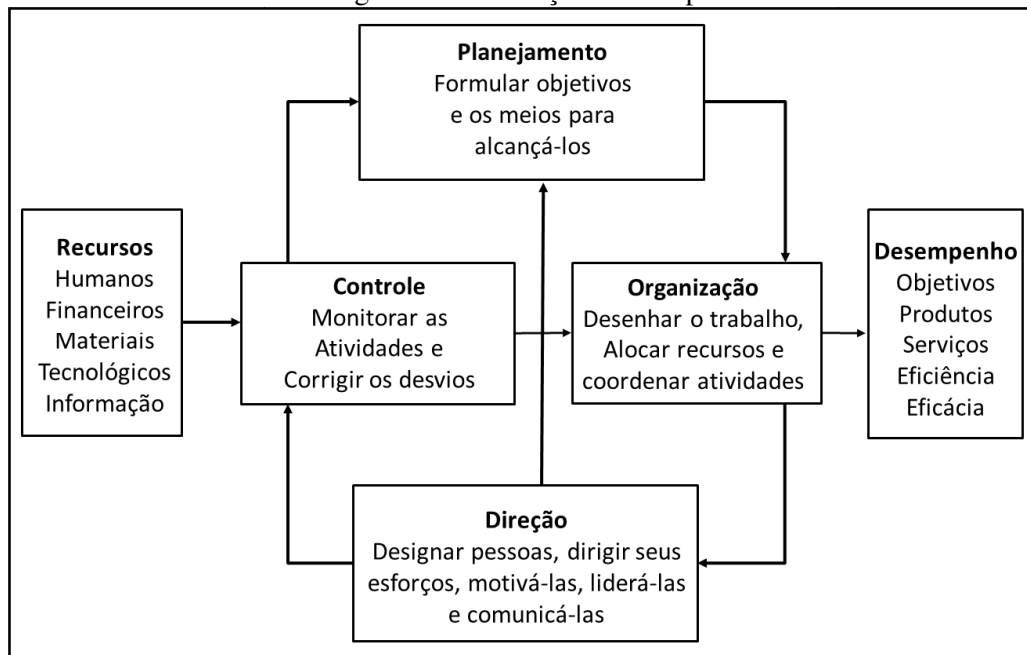 Planejamento
Formular objetivos
e os meios para
alcançá-los
Recursos
Humanos
Financeiros
Materiais
Tecnológicos
Informação
Controle
Monitorar as
Atividades e
Corrigir os desvios
Organização
Desenhar o trabalho,
Alocar recursos e
coordenar atividades
Desempenho
Objetivos
Produtos
Serviços
Eficiência
Eficácia
Direção
Designar pessoas, dirigir seus
esforços, motivá-las, liderá-las
e comunicá-las